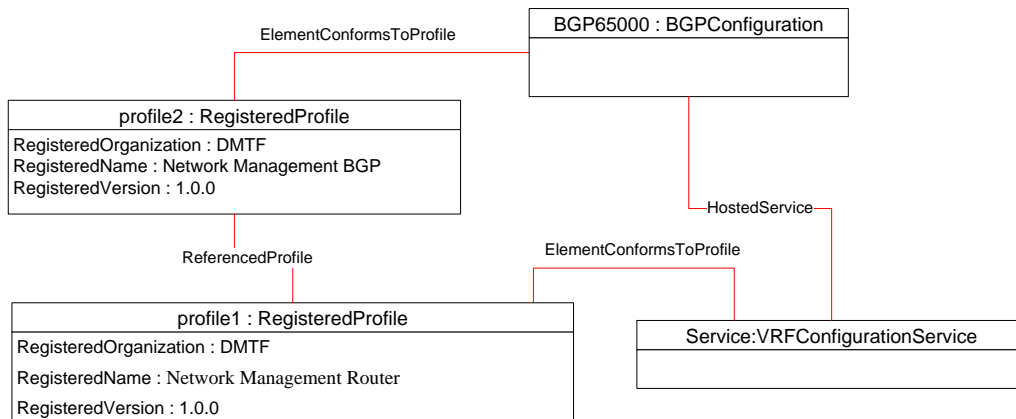 BGP65000 : BGPConfiguration
ElementConformsToProfile
profile2 : RegisteredProfile
RegisteredOrganization : DMTF
RegisteredName : Network Management BGP
RegisteredVersion : 1.0.0
HostedService
ReferencedProfile
ElementConformsToProfile
profile1 : RegisteredProfile
RegisteredOrganization : DMTF
RegisteredName : Network Management Router
RegisteredVersion : 1.0.0
Service:VRFConfigurationService